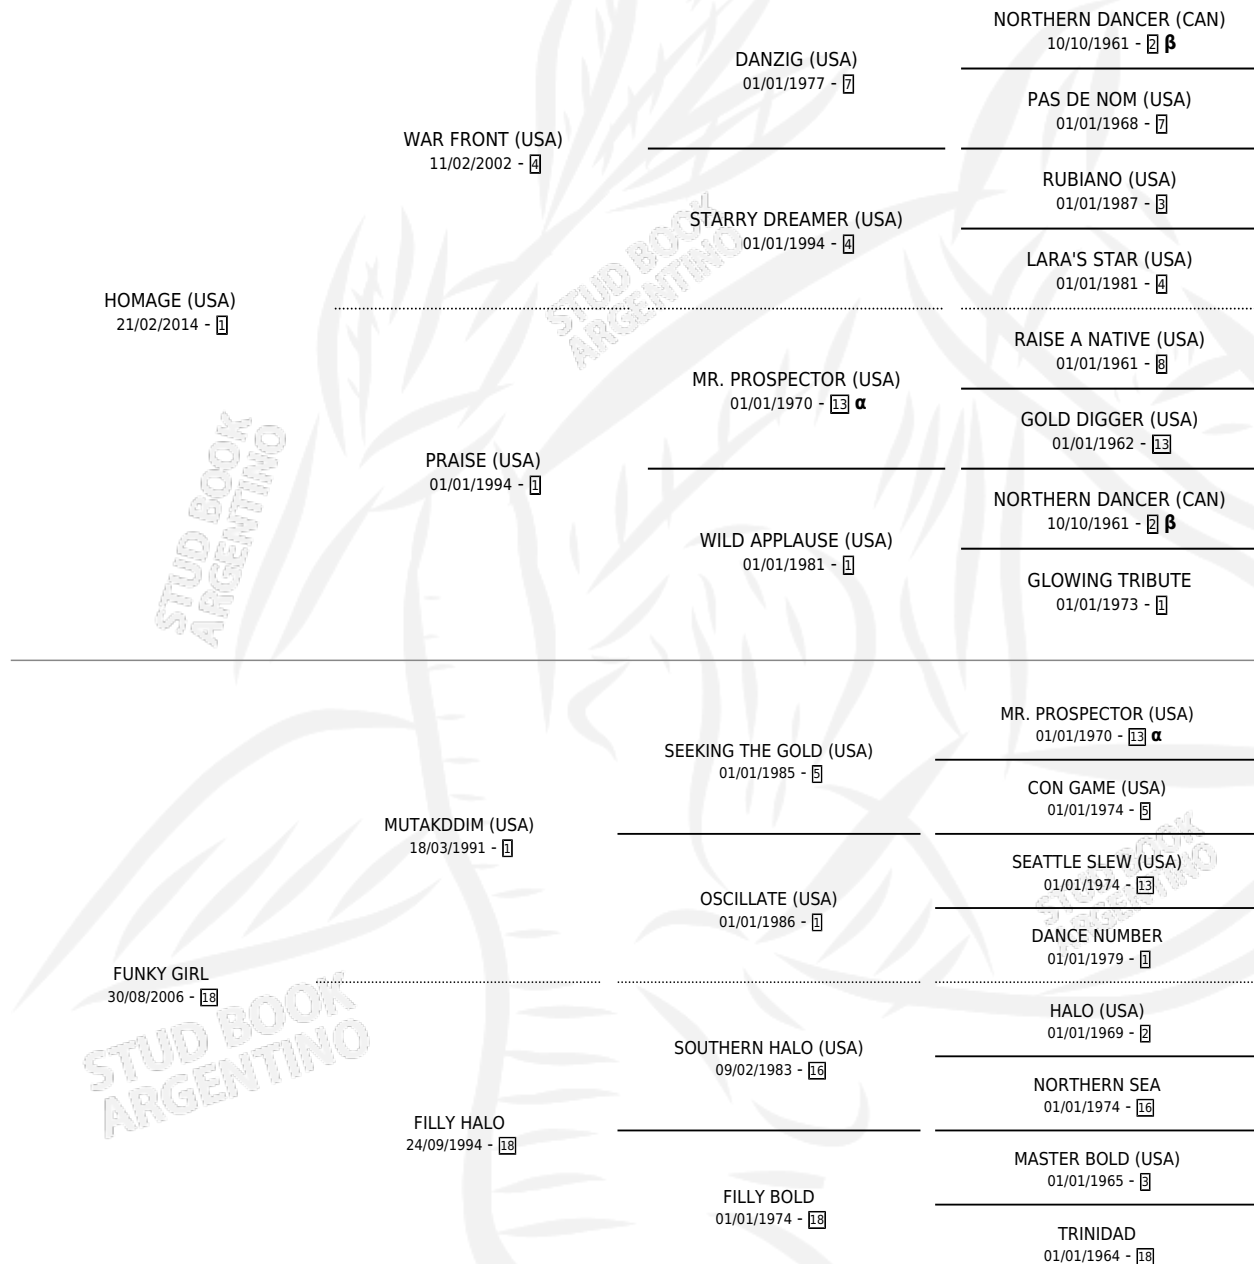 NORTHERN DANCER (CAN)
10/10/1961 - 2 β
DANZIG (USA)
01/01/1977 - 7
PAS DE NOM (USA)
01/01/1968 - 7
WAR FRONT (USA)
11/02/2002 - 4
RUBIANO (USA)
01/01/1987 - 3
STARRY DREAMER (USA)
01/01/1994 - 4
LARA'S STAR (USA)
01/01/1981 - 4
HOMAGE (USA)
21/02/2014 - 1
RAISE A NATIVE (USA)
01/01/1961 - 8
MR. PROSPECTOR (USA)
01/01/1970 - 13 α
GOLD DIGGER (USA)
01/01/1962 - 13
PRAISE (USA)
01/01/1994 - 1
NORTHERN DANCER (CAN)
10/10/1961 - 2 β
WILD APPLAUSE (USA)
01/01/1981 - 1
GLOWING TRIBUTE
01/01/1973 - 1
MR. PROSPECTOR (USA)
01/01/1970 - 13 α
SEEKING THE GOLD (USA)
01/01/1985 - 5
CON GAME (USA)
01/01/1974 - 5
MUTAKDDIM (USA)
18/03/1991 - 1
SEATTLE SLEW (USA)
01/01/1974 - 13
OSCILLATE (USA)
01/01/1986 - 1
DANCE NUMBER
01/01/1979 - 1
FUNKY GIRL
30/08/2006 - 18
HALO (USA)
01/01/1969 - 2
SOUTHERN HALO (USA)
09/02/1983 - 16
NORTHERN SEA
01/01/1974 - 16
FILLY HALO
24/09/1994 - 18
MASTER BOLD (USA)
01/01/1965 - 3
FILLY BOLD
01/01/1974 - 18
TRINIDAD
01/01/1964 - 18
STUD BOOK
ARGENTINO
STUD BOOK
ARGENTINO
STUD BOOK
ARGENTINO
STUD BOOK
ARGENTINO